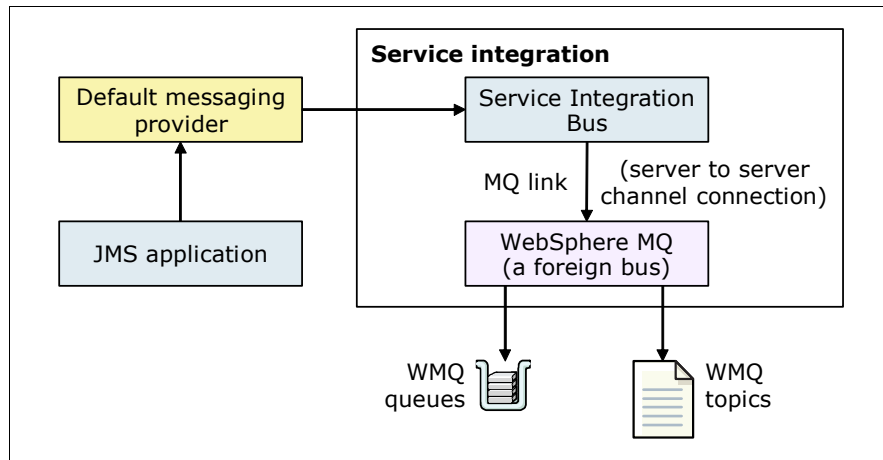 Service integration
Default messaging
provider
Service Integration
Bus
MQ link
(server to server
channel connection)
JMS application
WebSphere MQ
(a foreign bus)
WMQ
queues
WMQ
topics